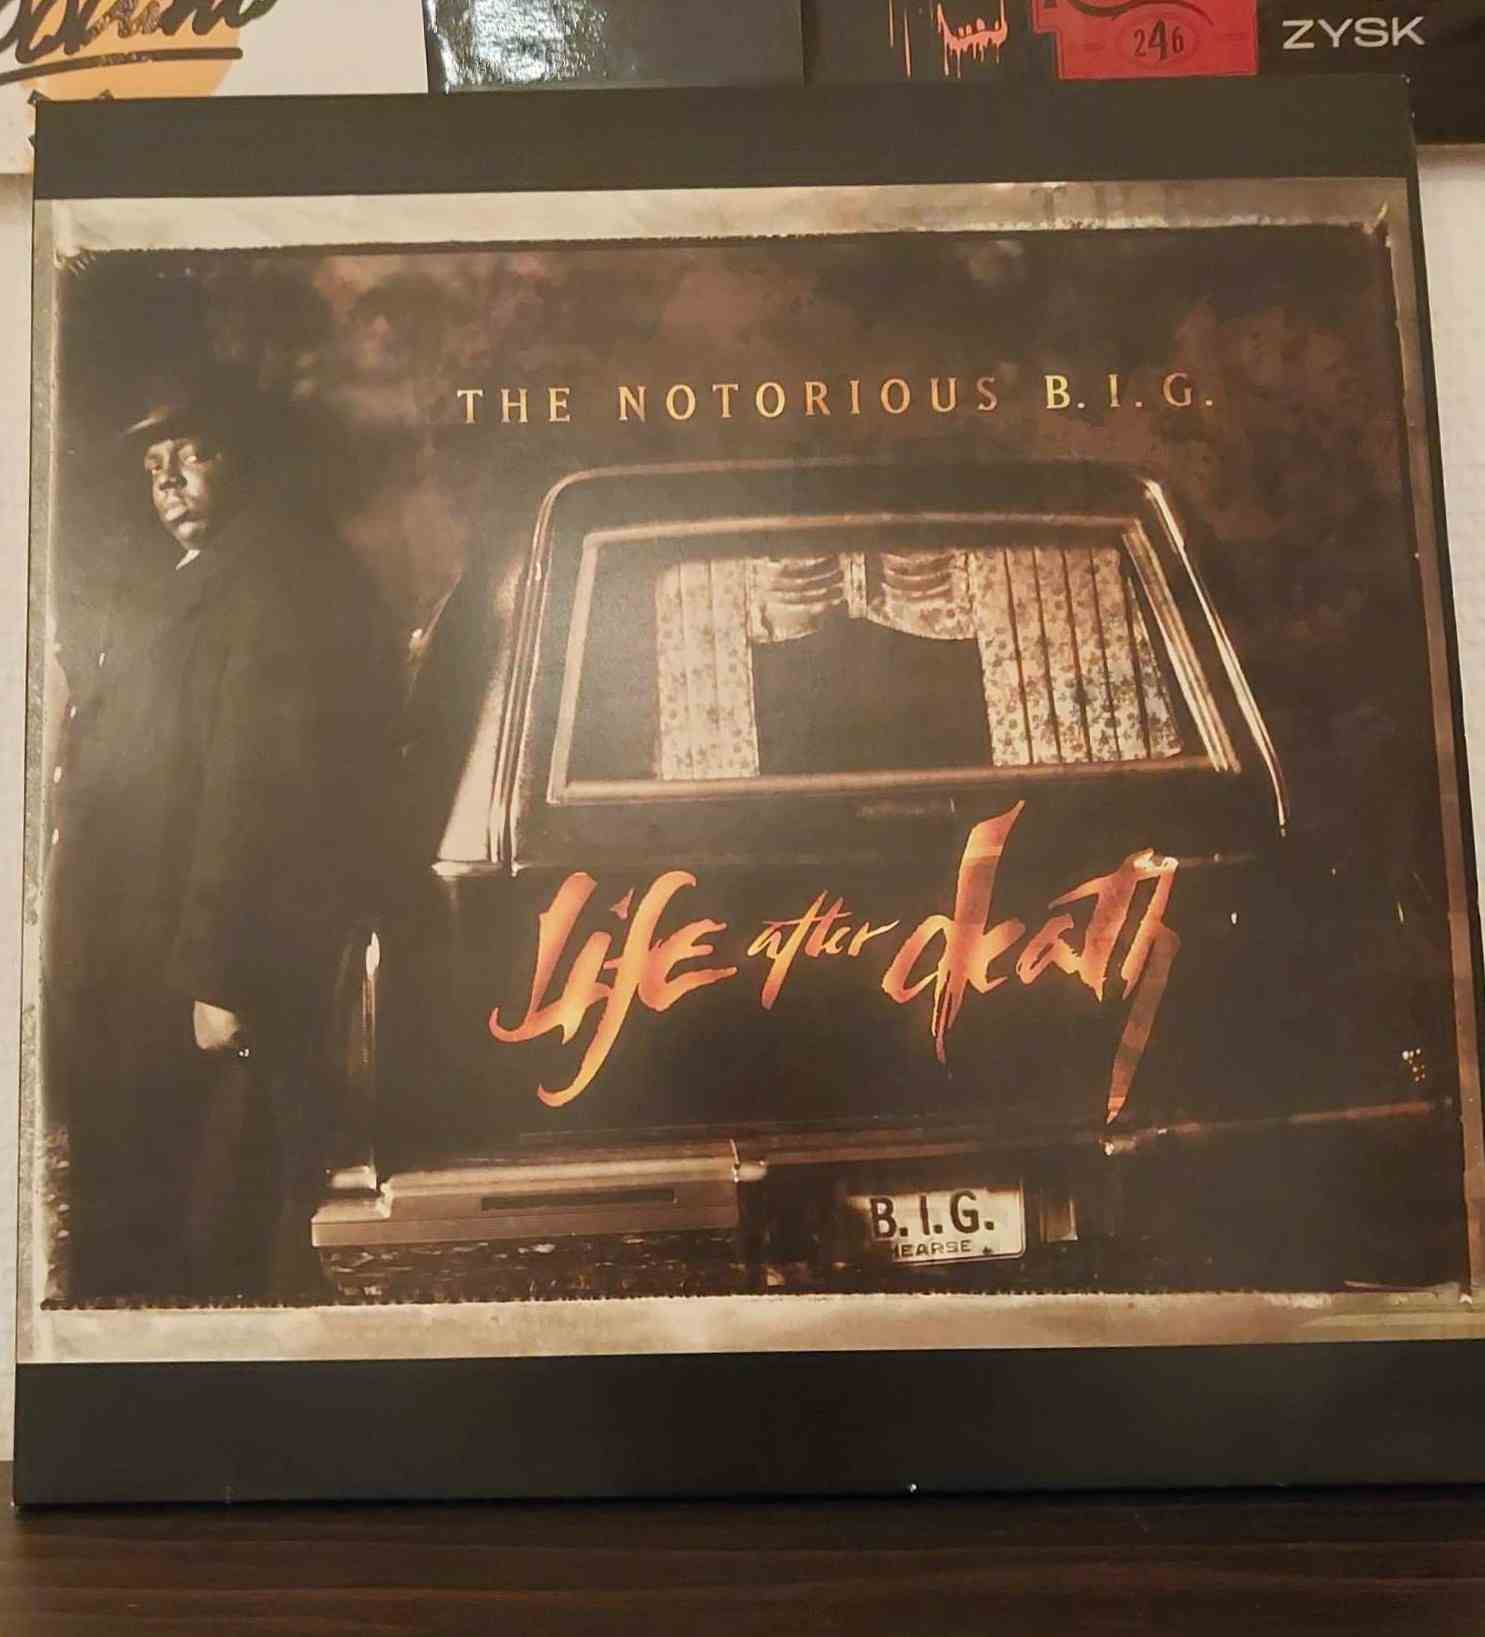 246
ZYSK
THE NOTORIOUS B.I.G.
Life after death
B.I.G.
HEARSE